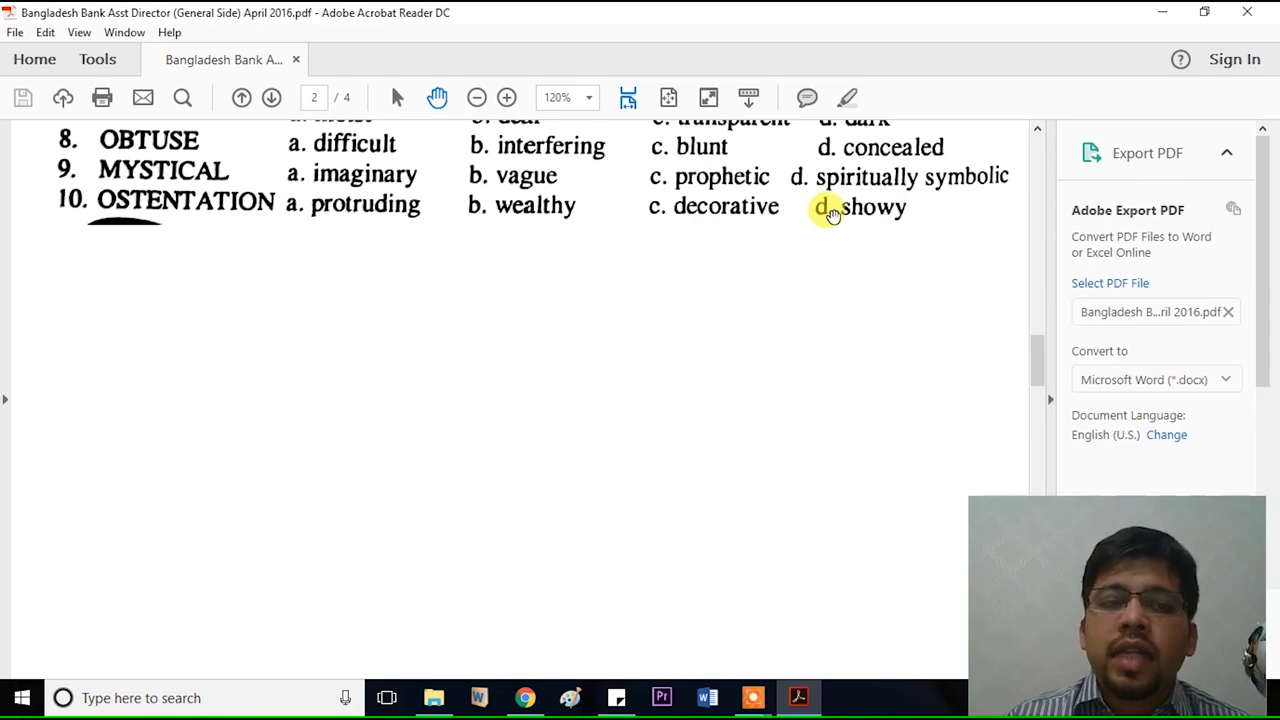 Bangladesh Bank Asst Director (General Side) April 2016.pdf - Adobe Acrobat Reader DC
File Edit View Window Help
Home Tools Bangladesh Bank A... × Sign In
2 / 4 120%
8. OBTUSE a. difficult b. interfering c. blunt d. concealed
9. MYSTICAL a. imaginary b. vague c. prophetic d. spiritually symbolic
10. OSTENTATION a. protruding b. wealthy c. decorative d. showy
Export PDF
Adobe Export PDF
Convert PDF Files to Word
or Excel Online
Select PDF File
Bangladesh B...ril 2016.pdf
Convert to
Microsoft Word (*.docx)
Document Language:
English (U.S.) Change
Type here to search